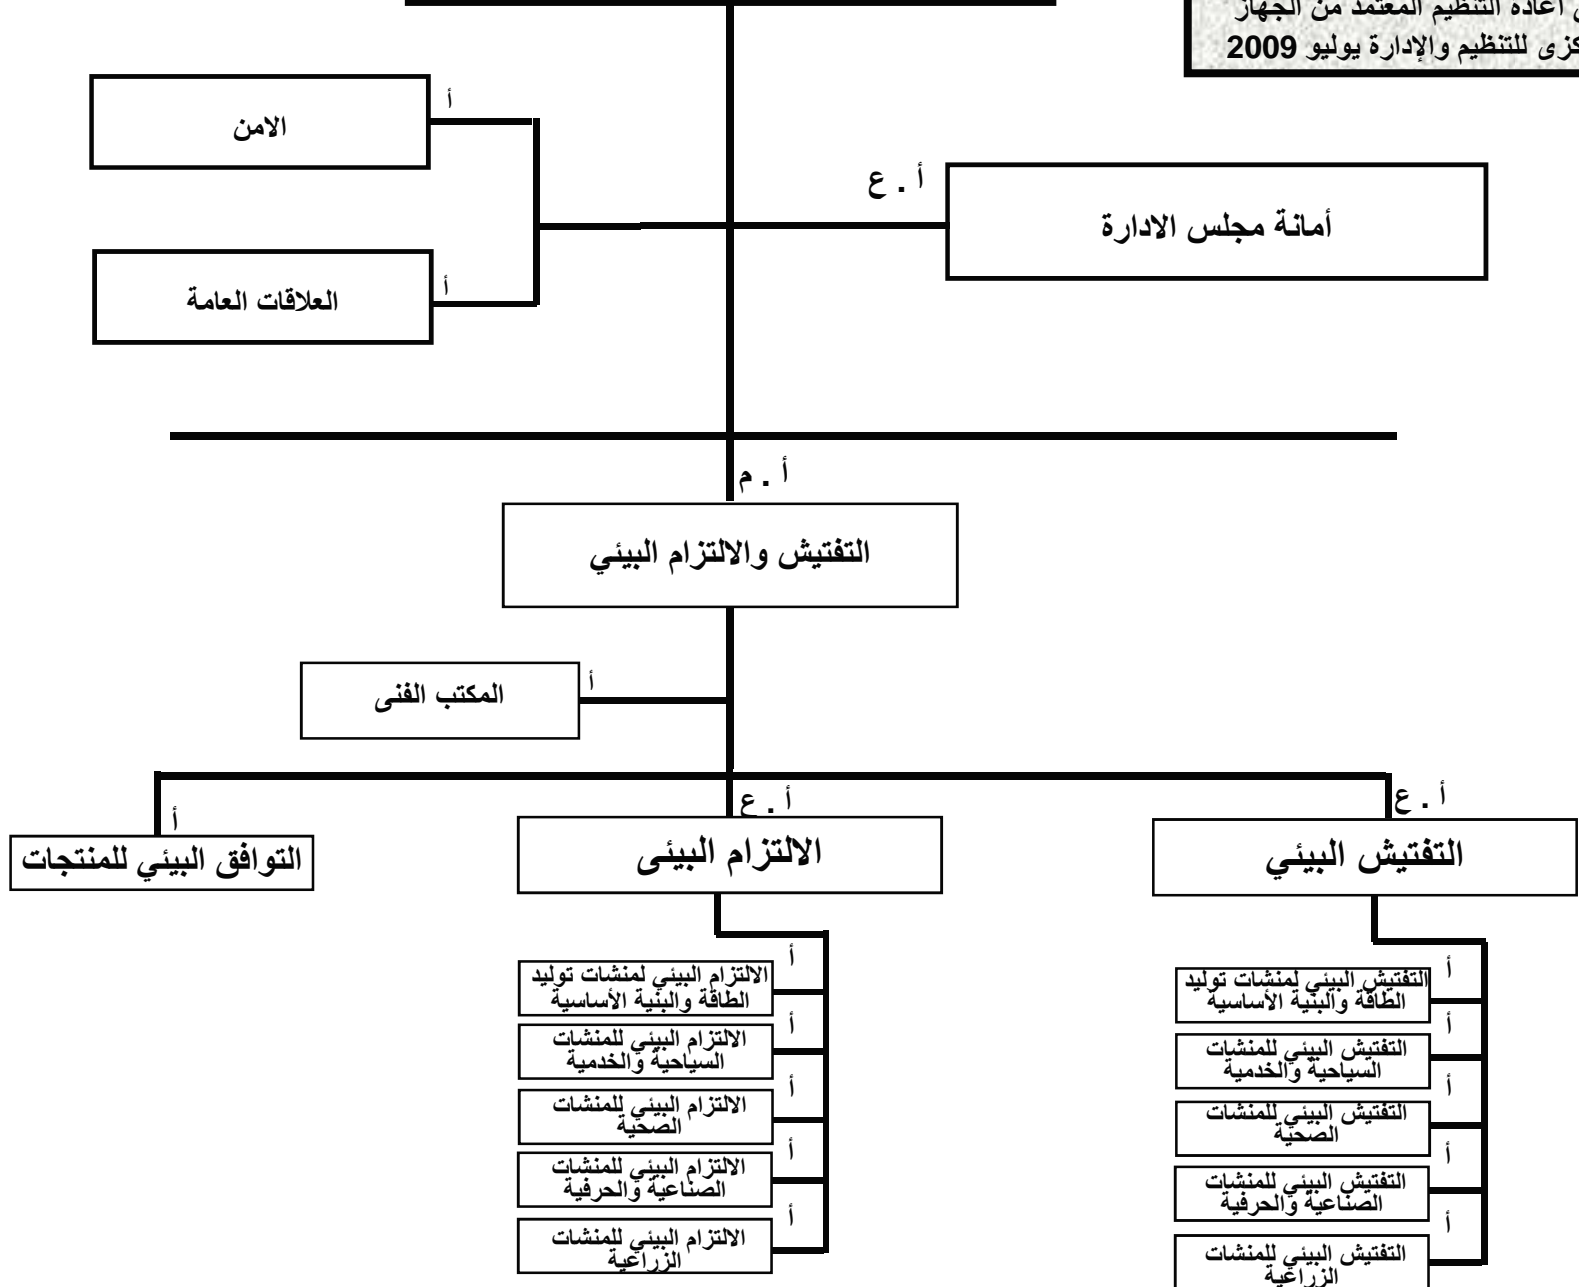 اعاده التنظيم المعتمد من الجهاز
للتنظيم والإدارة يوليو 2009
أ
الامن
أ . ع
أمانة مجلس الادارة
أ
العلاقات العامة
أ . م
التفتيش والالتزام البيئي
أ
المكتب الفنى
أ . ع
التفتيش البيئي
أ . ع
الالتزام البيئى
أ
التوافق البيئي للمنتجات
أ
التفتيش البيئي لمنشات توليد
الطاقة والبنية الأساسية
أ
التفتيش البيئي للمنشات
السياحية والخدمية
أ
التفتيش البيئي للمنشات
الصحية
أ
التفتيش البيئي للمنشات
الصناعية والحرفية
أ
التفتيش البيئي للمنشات
الزراعية
أ
الالتزام البيئي لمنشات توليد
الطاقة والبنية الأساسية
أ
الالتزام البيئي للمنشات
السياحية والخدمية
أ
الالتزام البيئي للمنشات
الصحية
أ
الالتزام البيئي للمنشات
الصناعية والحرفية
أ
الالتزام البيئي للمنشات
الزراعية